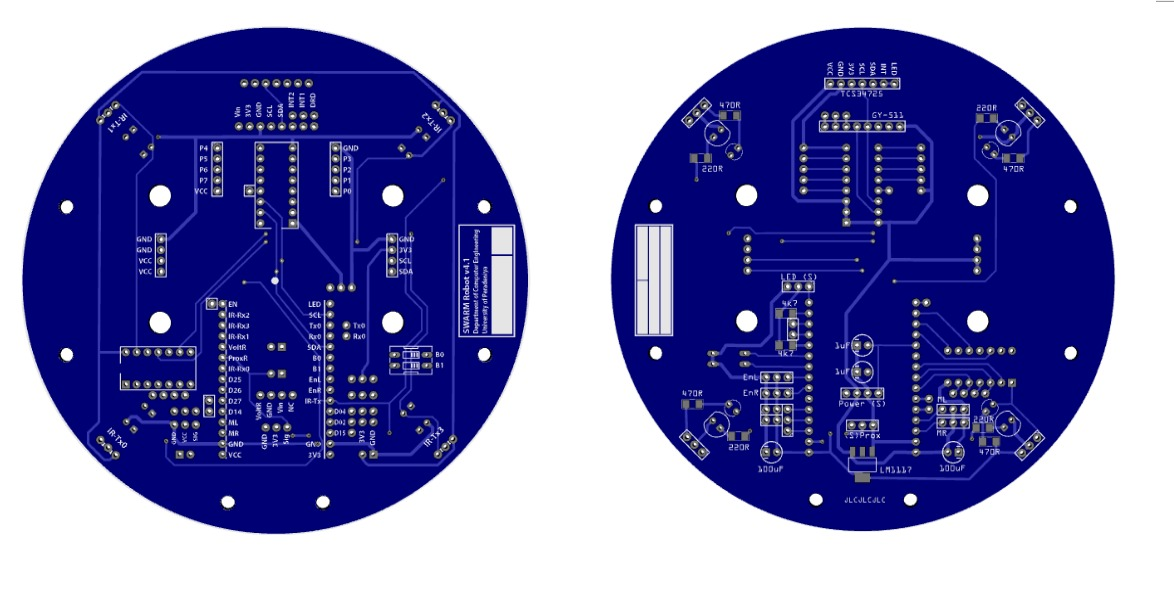 IR-Tx1
Vin
3V3
GND
SCL
SDA
INT2
INT1
DRD
IR-Tx2
P4
P5
P6
P7
VCC
GND
P3
P2
P1
P0
GND
GND
VCC
VCC
GND
3V3
SCL
SDA
SWARM Robot v4.1
Department of Computer Engineering
University of Peradeniya
EN
IR-Rx2
IR-Rx3
IR-Rx1
VoltR
ProxR
IR-Rx0
D25
D26
D27
D14
ML
MR
GND
VCC
LED
SCL
Tx0
Rx0
SDA
B0
B1
EnL
EnR
IR-Tx
D04
D02
D15
GND
3V3
Tx0
Rx0
B0
B1
VoltR
GND
Vin
NC
GND
3V3
Sig
GND
VCC
SIG
3V3
GND
IR-Tx0
IR-Tx3
VCC
GND
3V3
SCL
SDA
INT
LED
TCS34725
GY-511
470R
220R
220R
470R
LED (S)
4k7
4k7
1uF
1uF
EnL
EnR
Power (S)
(S)Prox
ML
MR
470R
220R
100uF
LM1117
100uF
220R
220R
470R
JLCJLCJLC